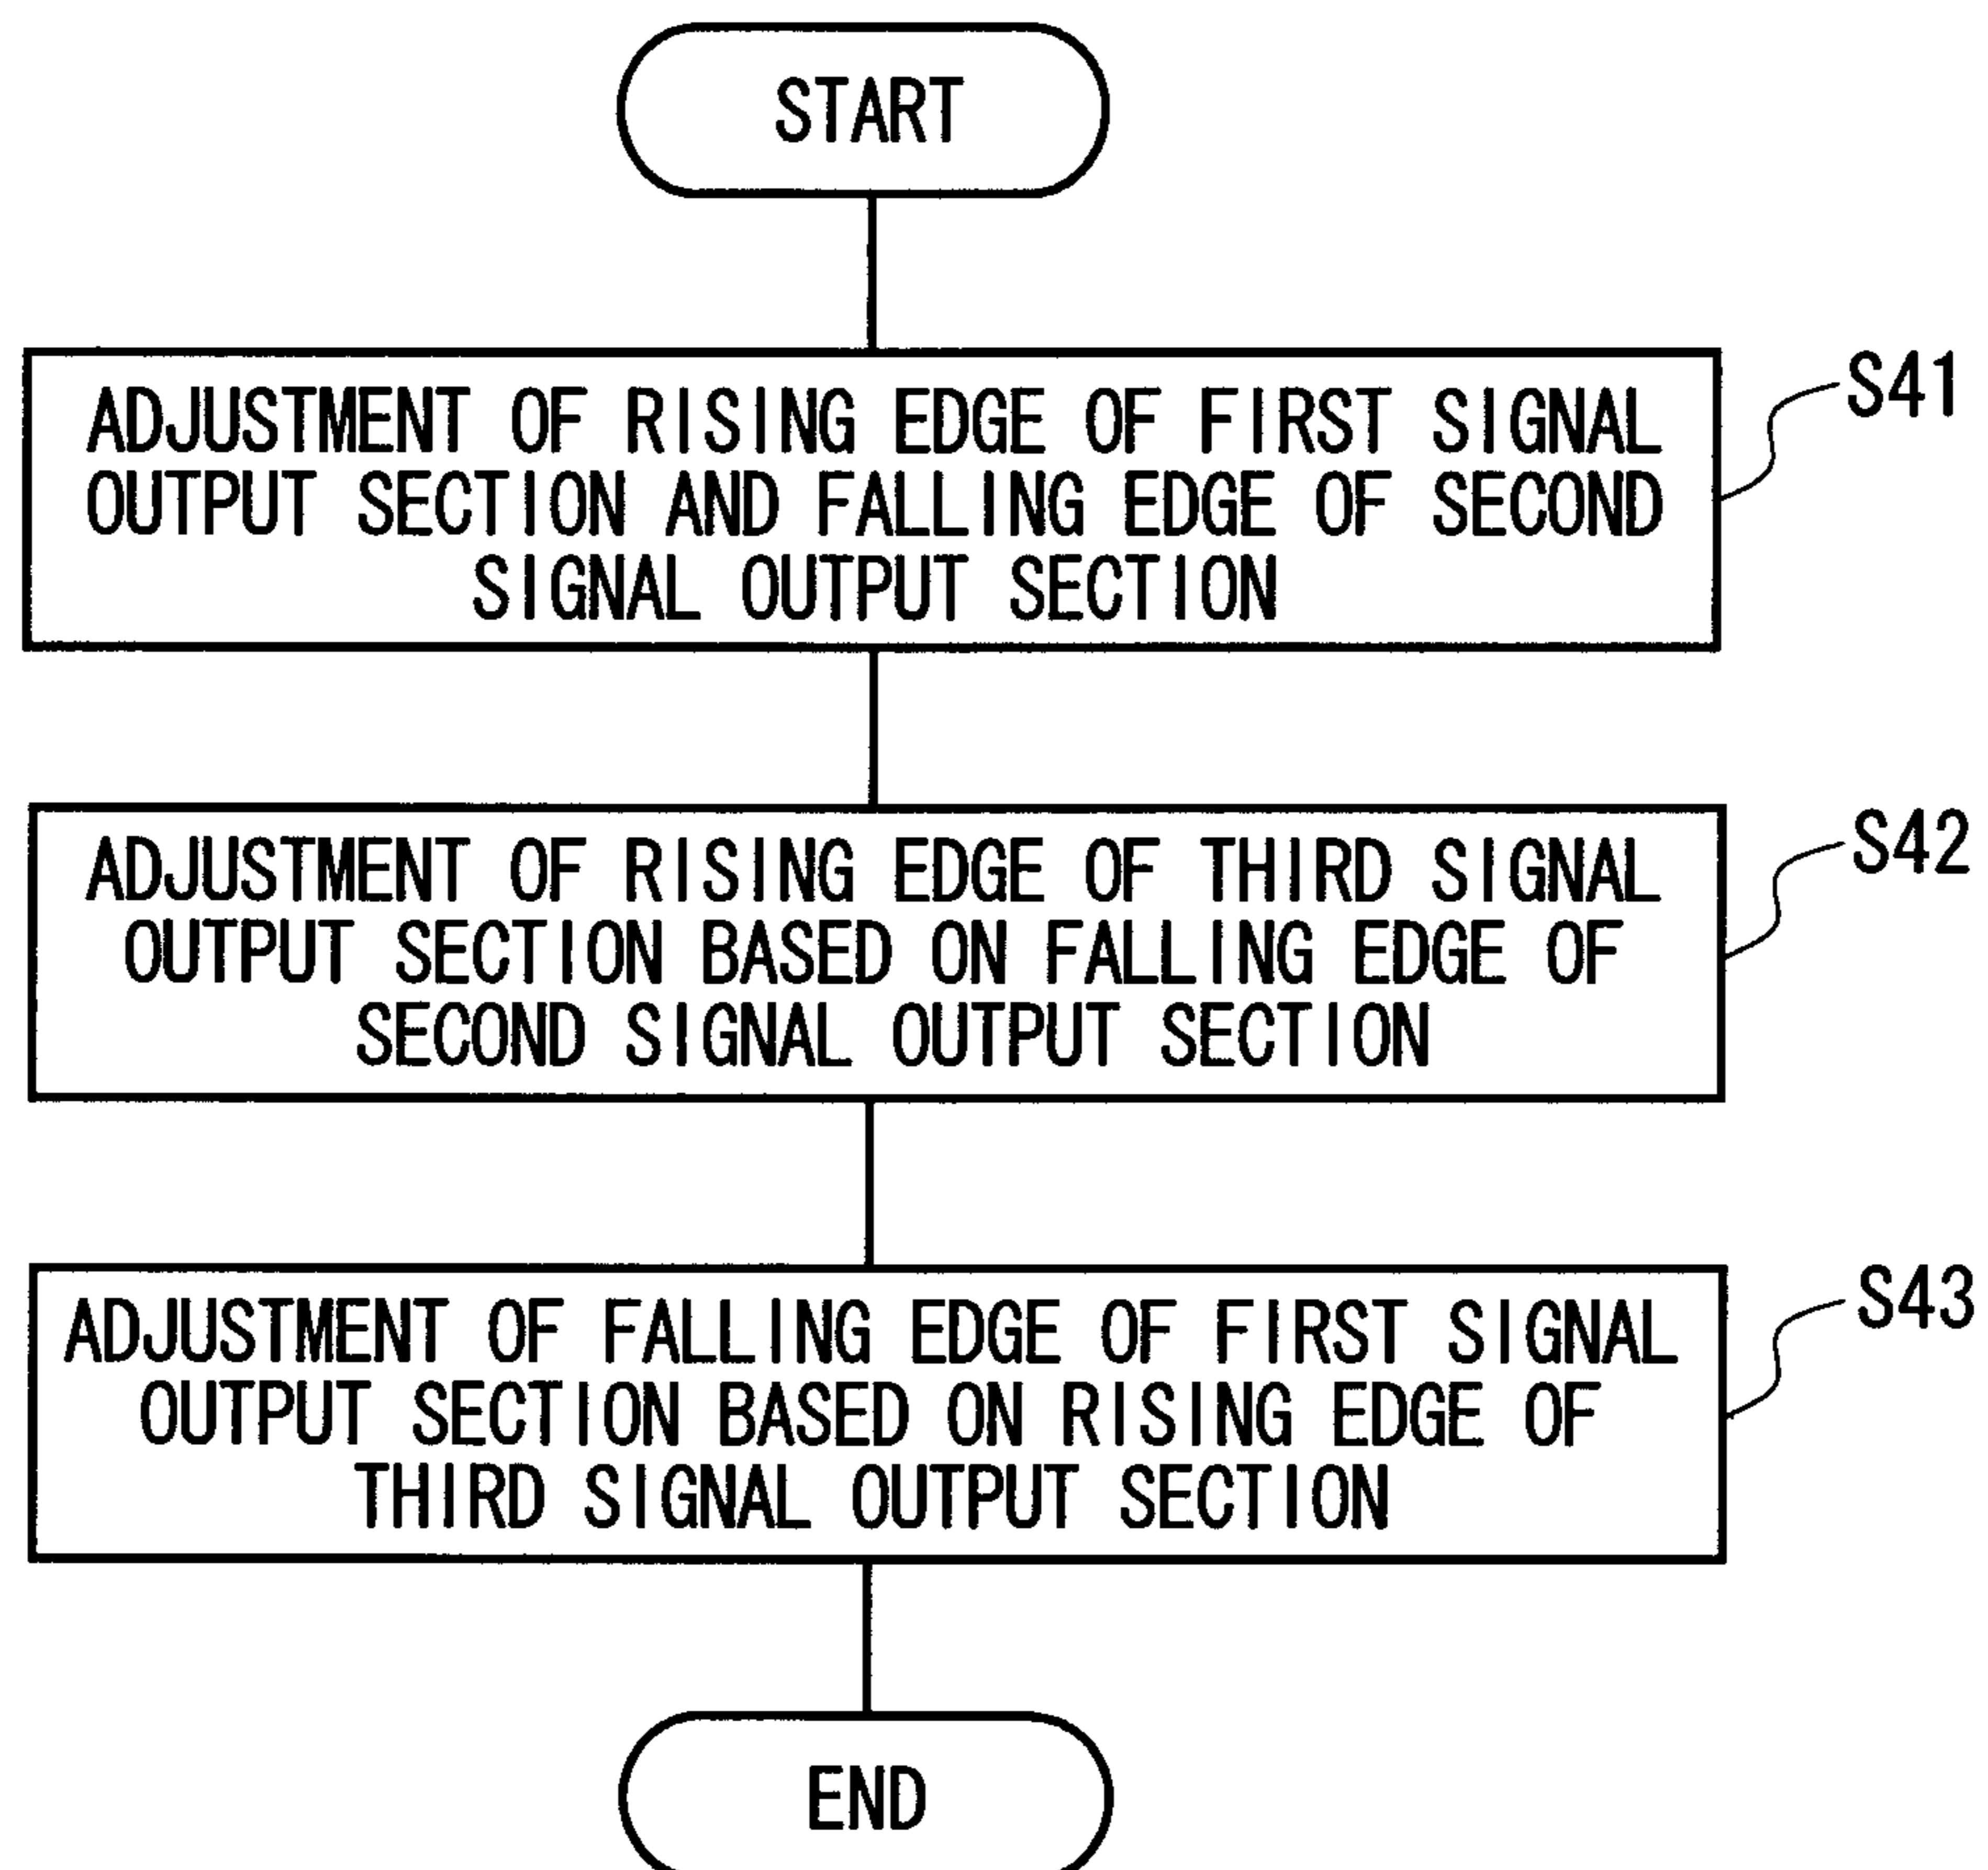 START
ADJUSTMENT OF RISING EDGE OF FIRST SIGNAL
OUTPUT SECTION AND FALLING EDGE OF SECOND
SIGNAL OUTPUT SECTION
S41
ADJUSTMENT OF RISING EDGE OF THIRD SIGNAL
OUTPUT SECTION BASED ON FALLING EDGE OF
SECOND SIGNAL OUTPUT SECTION
S42
ADJUSTMENT OF FALLING EDGE OF FIRST SIGNAL
OUTPUT SECTION BASED ON RISING EDGE OF
THIRD SIGNAL OUTPUT SECTION
S43
END